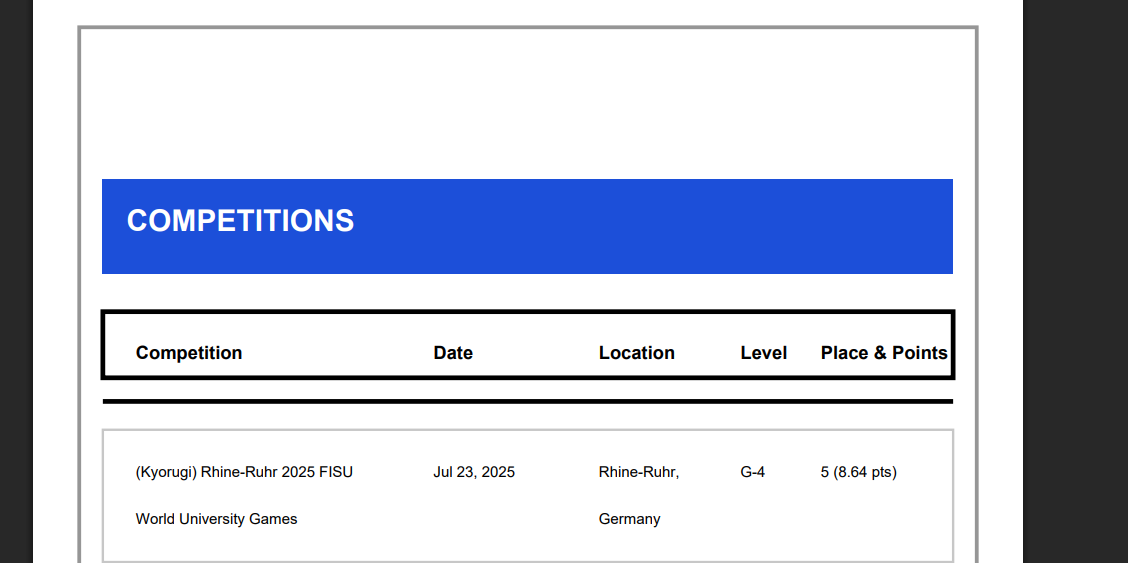 COMPETITIONS
Competition Date Location Level Place & Points
(Kyorugi) Rhine-Ruhr 2025 FISU Jul 23, 2025 Rhine-Ruhr, G-4 5 (8.64 pts)
World University Games Germany